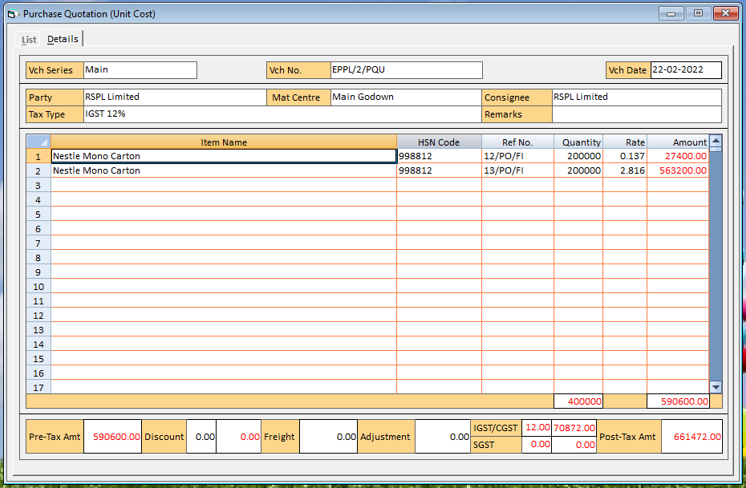 Purchase Quotation (Unit Cost)
List Details
Vch Series Main Vch No. EPPL/2/PQU Vch Date 22-02-2022
Party RSPL Limited Mat Centre Main Godown Consignee RSPL Limited
Tax Type IGST 12% Remarks
Item Name HSN Code Ref No. Quantity Rate Amount
1 Nestle Mono Carton 998812 12/PO/FI 200000 0.137 27400.00
2 Nestle Mono Carton 998812 13/PO/FI 200000 2.816 563200.00
3
4
5
6
7
8
9
10
11
12
13
14
15
16
17
400000 590600.00
Pre-Tax Amt 590600.00 Discount 0.00 0.00 Freight 0.00 Adjustment 0.00 IGST/CGST 12.00 70872.00 Post-Tax Amt 661472.00
SGST 0.00 0.00